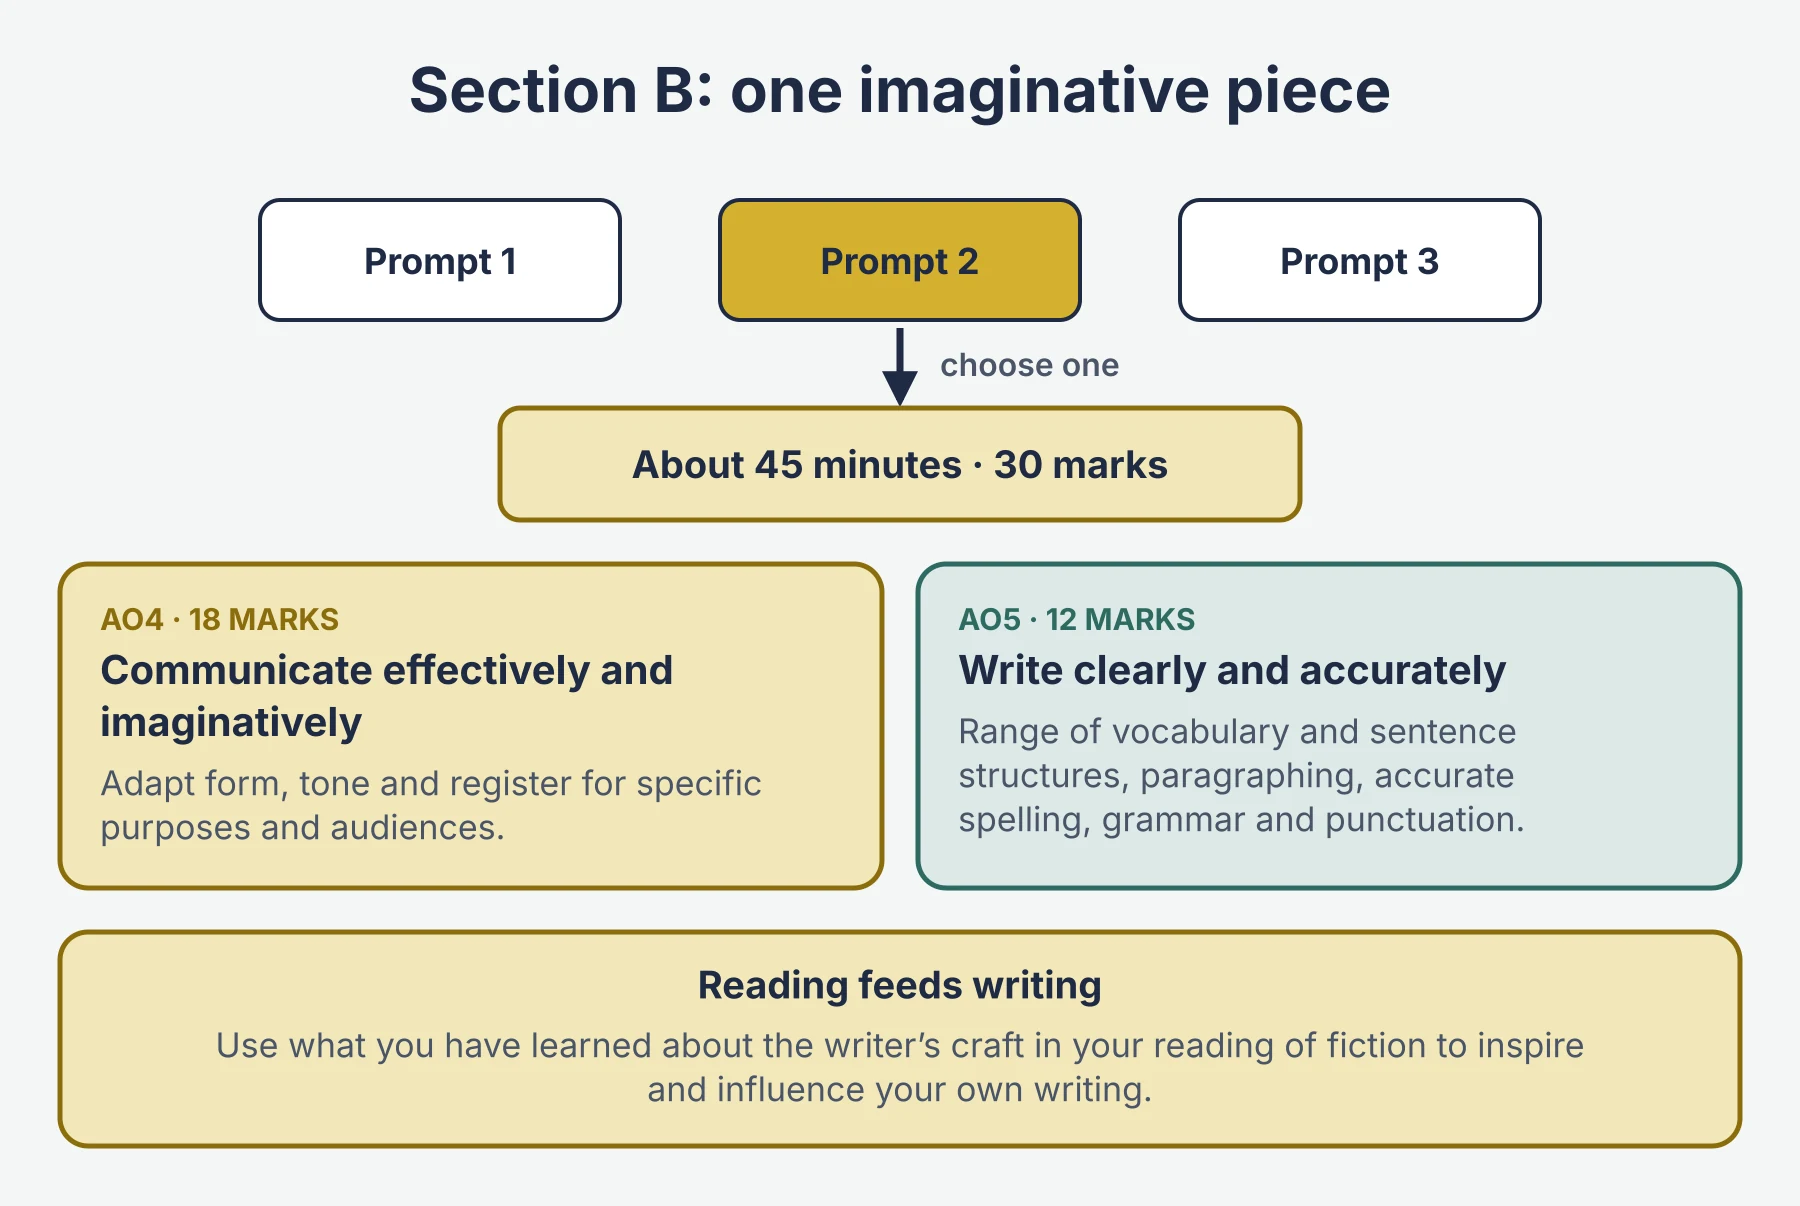 Section B: one imaginative piece
Prompt 1
Prompt 2
Prompt 3
choose one
About 45 minutes · 30 marks
AO4 · 18 MARKS
Communicate effectively and
imaginatively
Adapt form, tone and register for specific
purposes and audiences.
AO5 · 12 MARKS
Write clearly and accurately
Range of vocabulary and sentence
structures, paragraphing, accurate
spelling, grammar and punctuation.
Reading feeds writing
Use what you have learned about the writer’s craft in your reading of fiction to inspire
and influence your own writing.